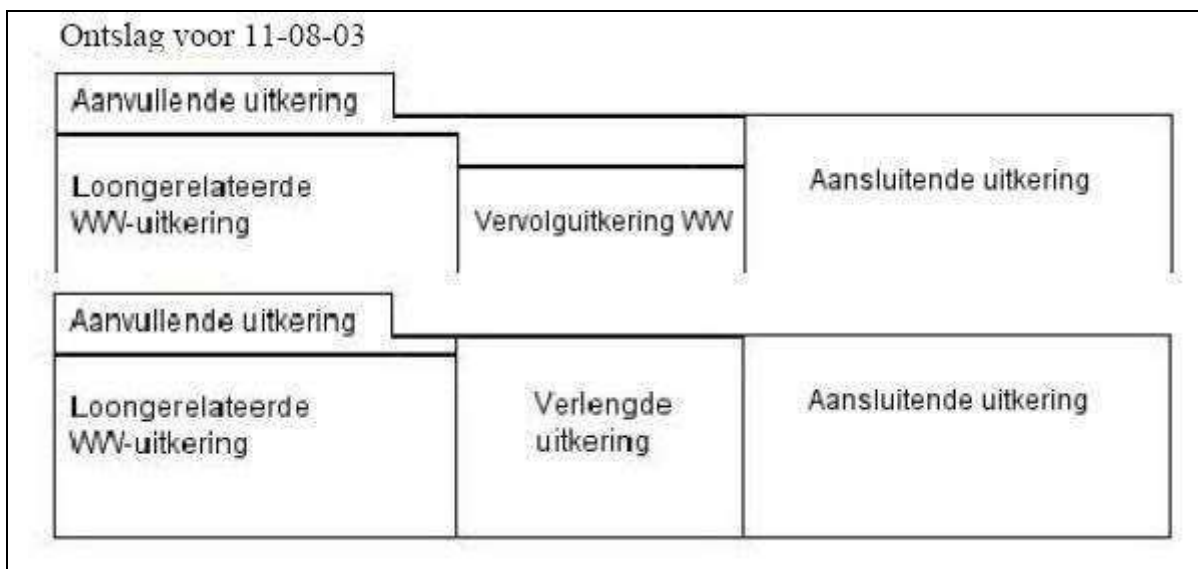 Ontslag voor 11-08-03
Aanvullende uitkering
Loongerelateerde
WW-uitkering
Vervolguitkering WW
Aansluitende uitkering
Aanvullende uitkering
Loongerelateerde
WW-uitkering
Verlengde
uitkering
Aansluitende uitkering